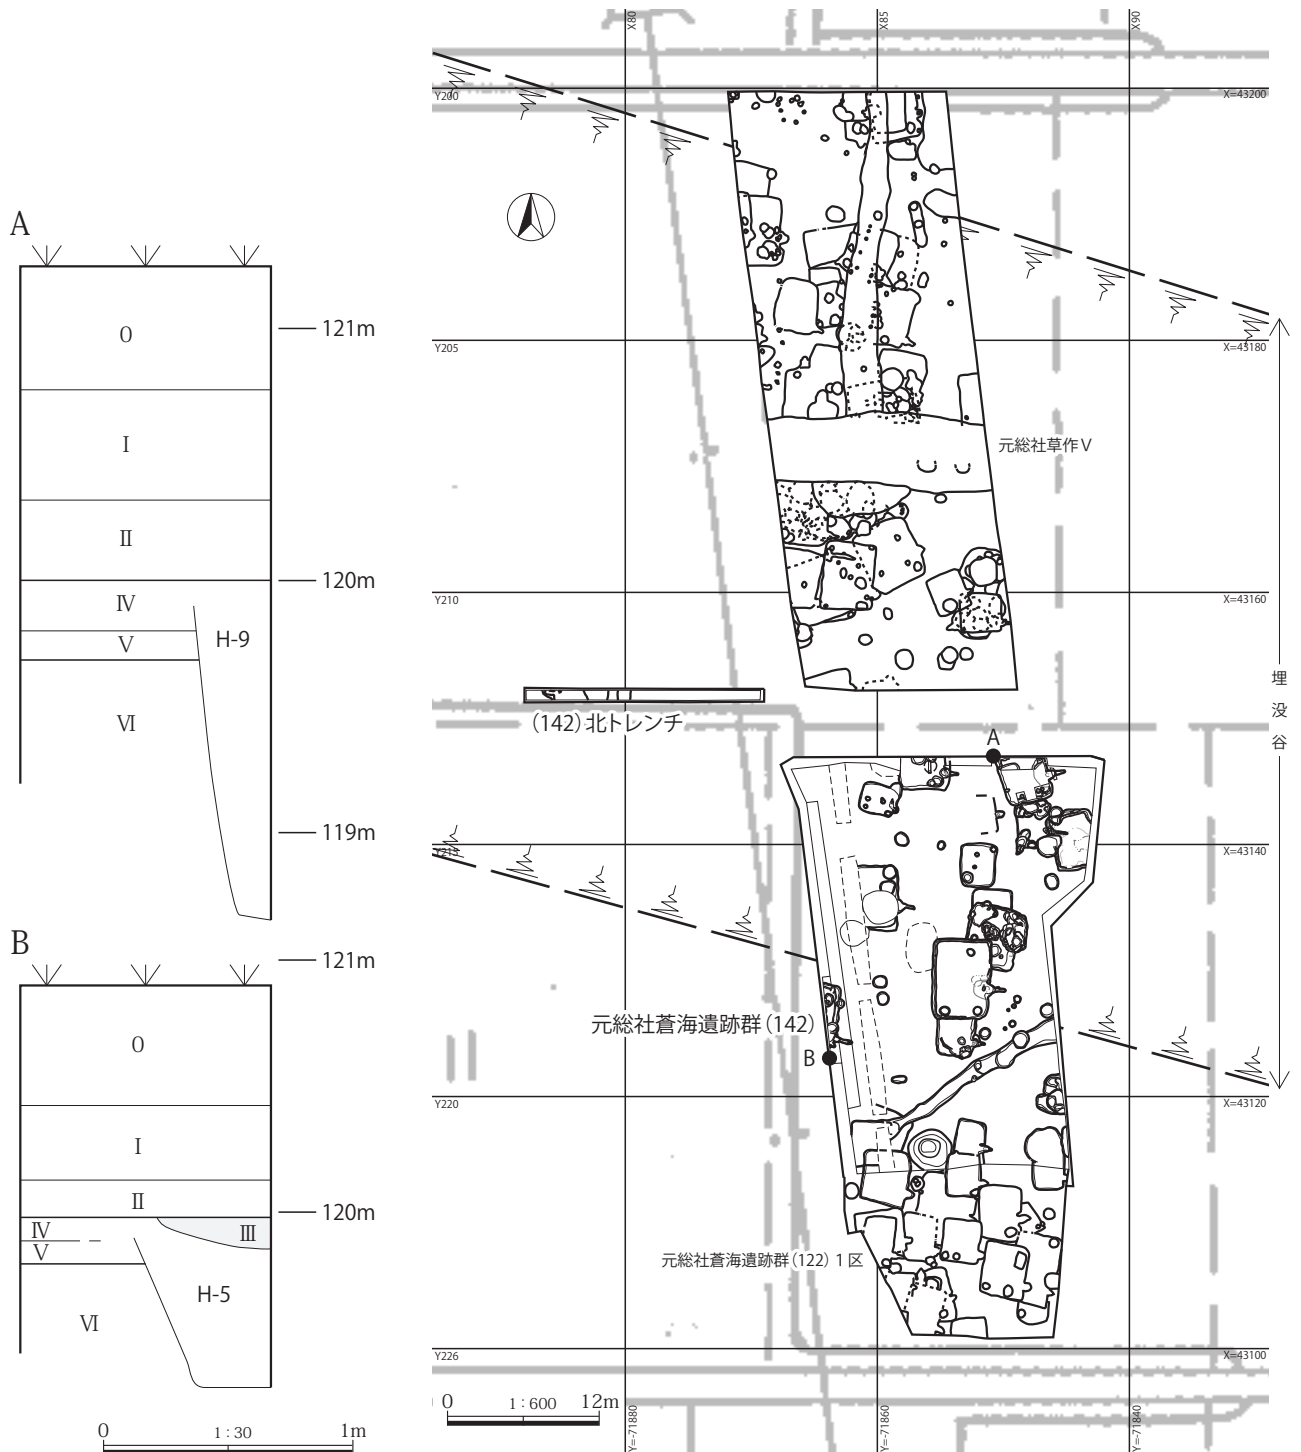 A
0
I
II
IV
V
VI
H-9
121m
120m
119m
B
0
I
II
III
IV
V
VI
H-5
121m
120m
0 1:30 1m
X80 X85 X90
Y200 X=43200
Y205 X=43180
元総社草作Ⅴ
Y210 X=43160
(142)北トレンチ
埋没谷
A
X=43140
元総社蒼海遺跡群(142)
B
Y220 X=43120
元総社蒼海遺跡群(122)1区
Y226 X=43100
0 1:600 12m
Y=-71880 Y=-71860 Y=-71840